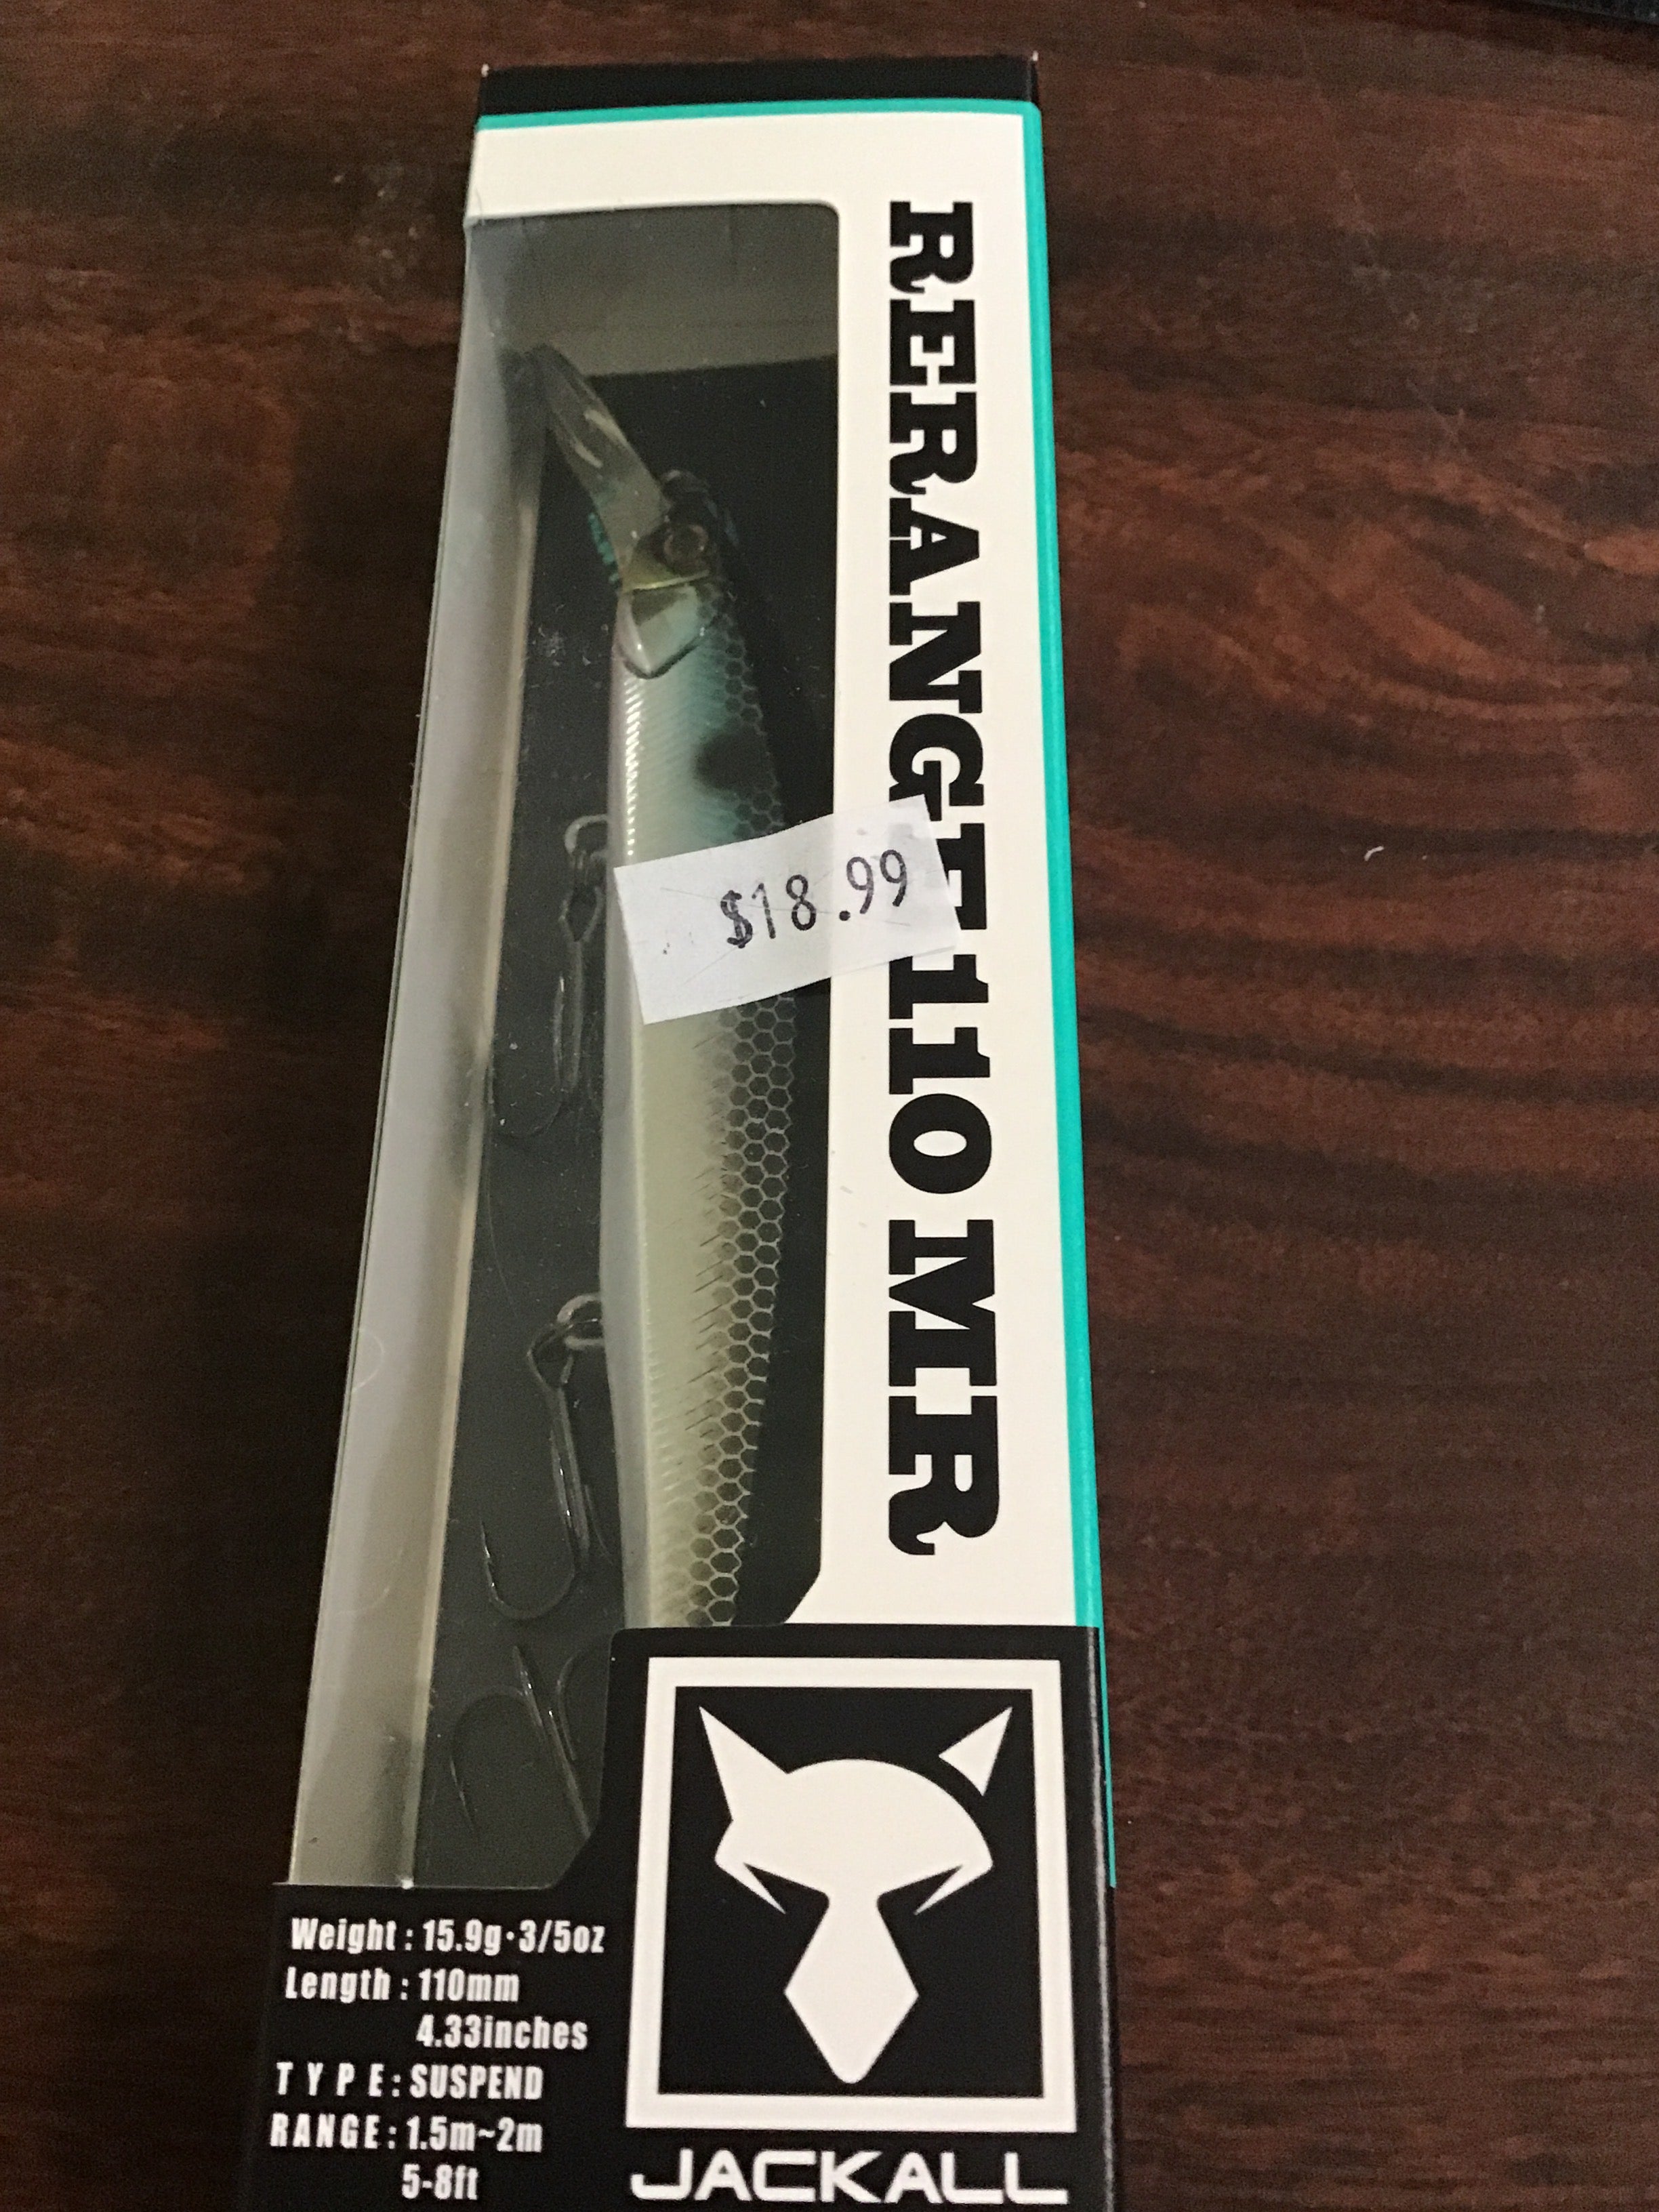 RERANGE 110 MR
$18.99
Weight : 15.9g·3/5oz
Length : 110mm
4.33inches
TYPE : SUSPEND
RANGE : 1.5m~2m
5-8ft
JACKALL